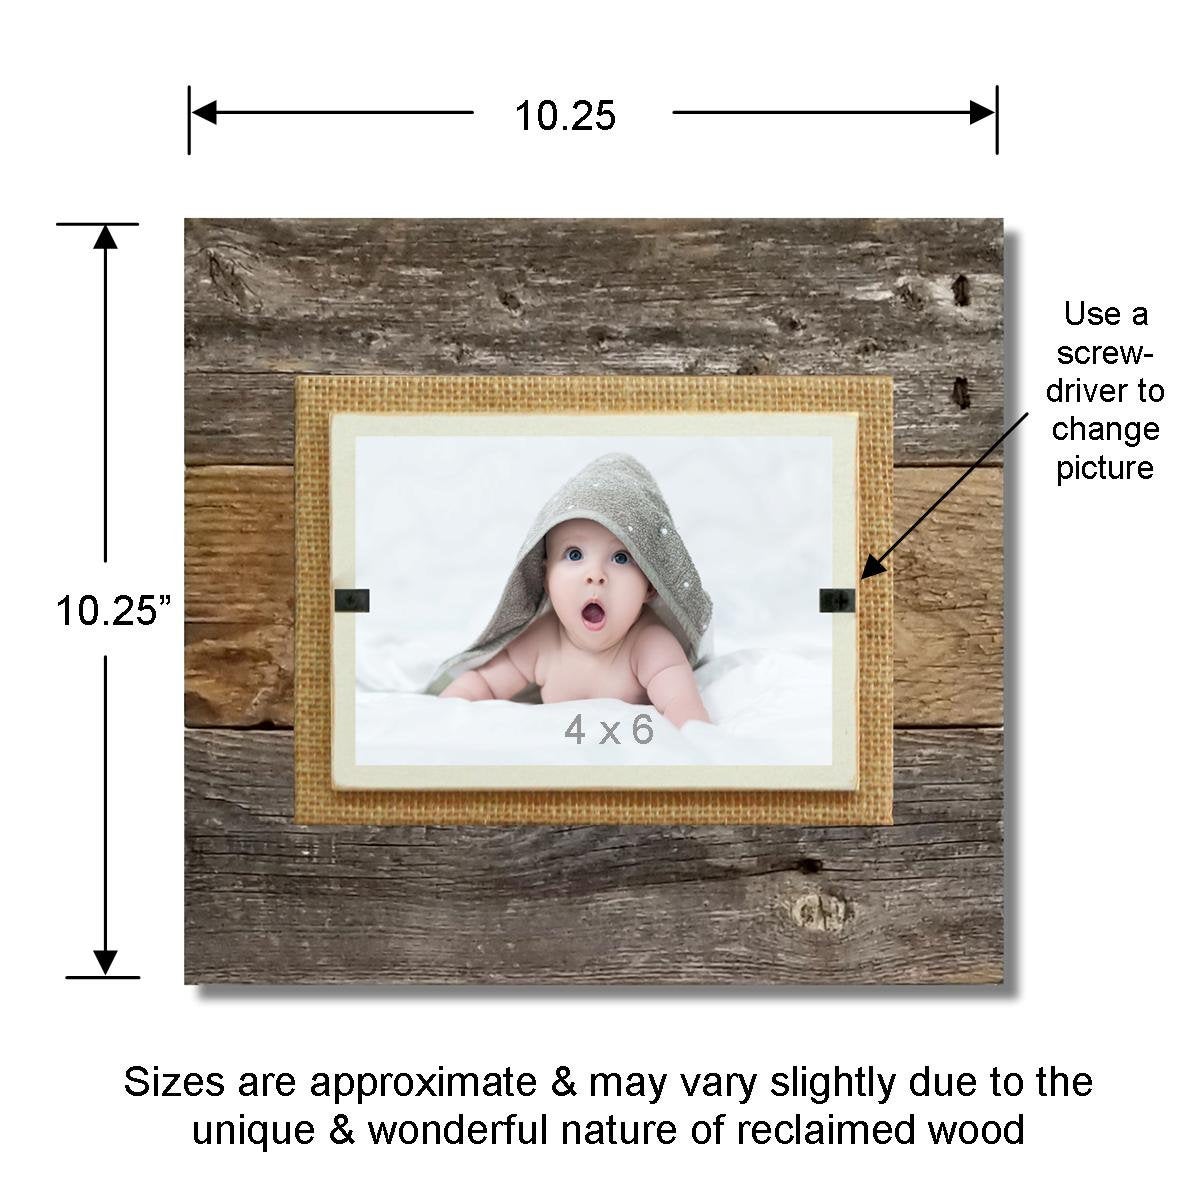 10.25
Use a
screw-
driver to
change
picture
10.25”
4 x 6
Sizes are approximate & may vary slightly due to the
unique & wonderful nature of reclaimed wood